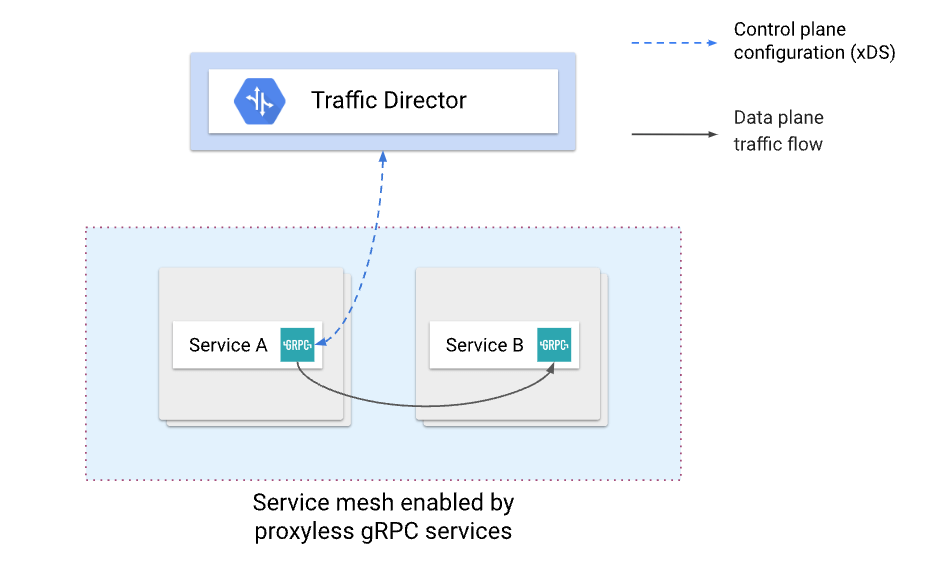 Control plane
configuration (xDS)
Traffic Director
Data plane
traffic flow
Service A
GRPC
Service B
GRPC
Service mesh enabled by
proxyless gRPC services